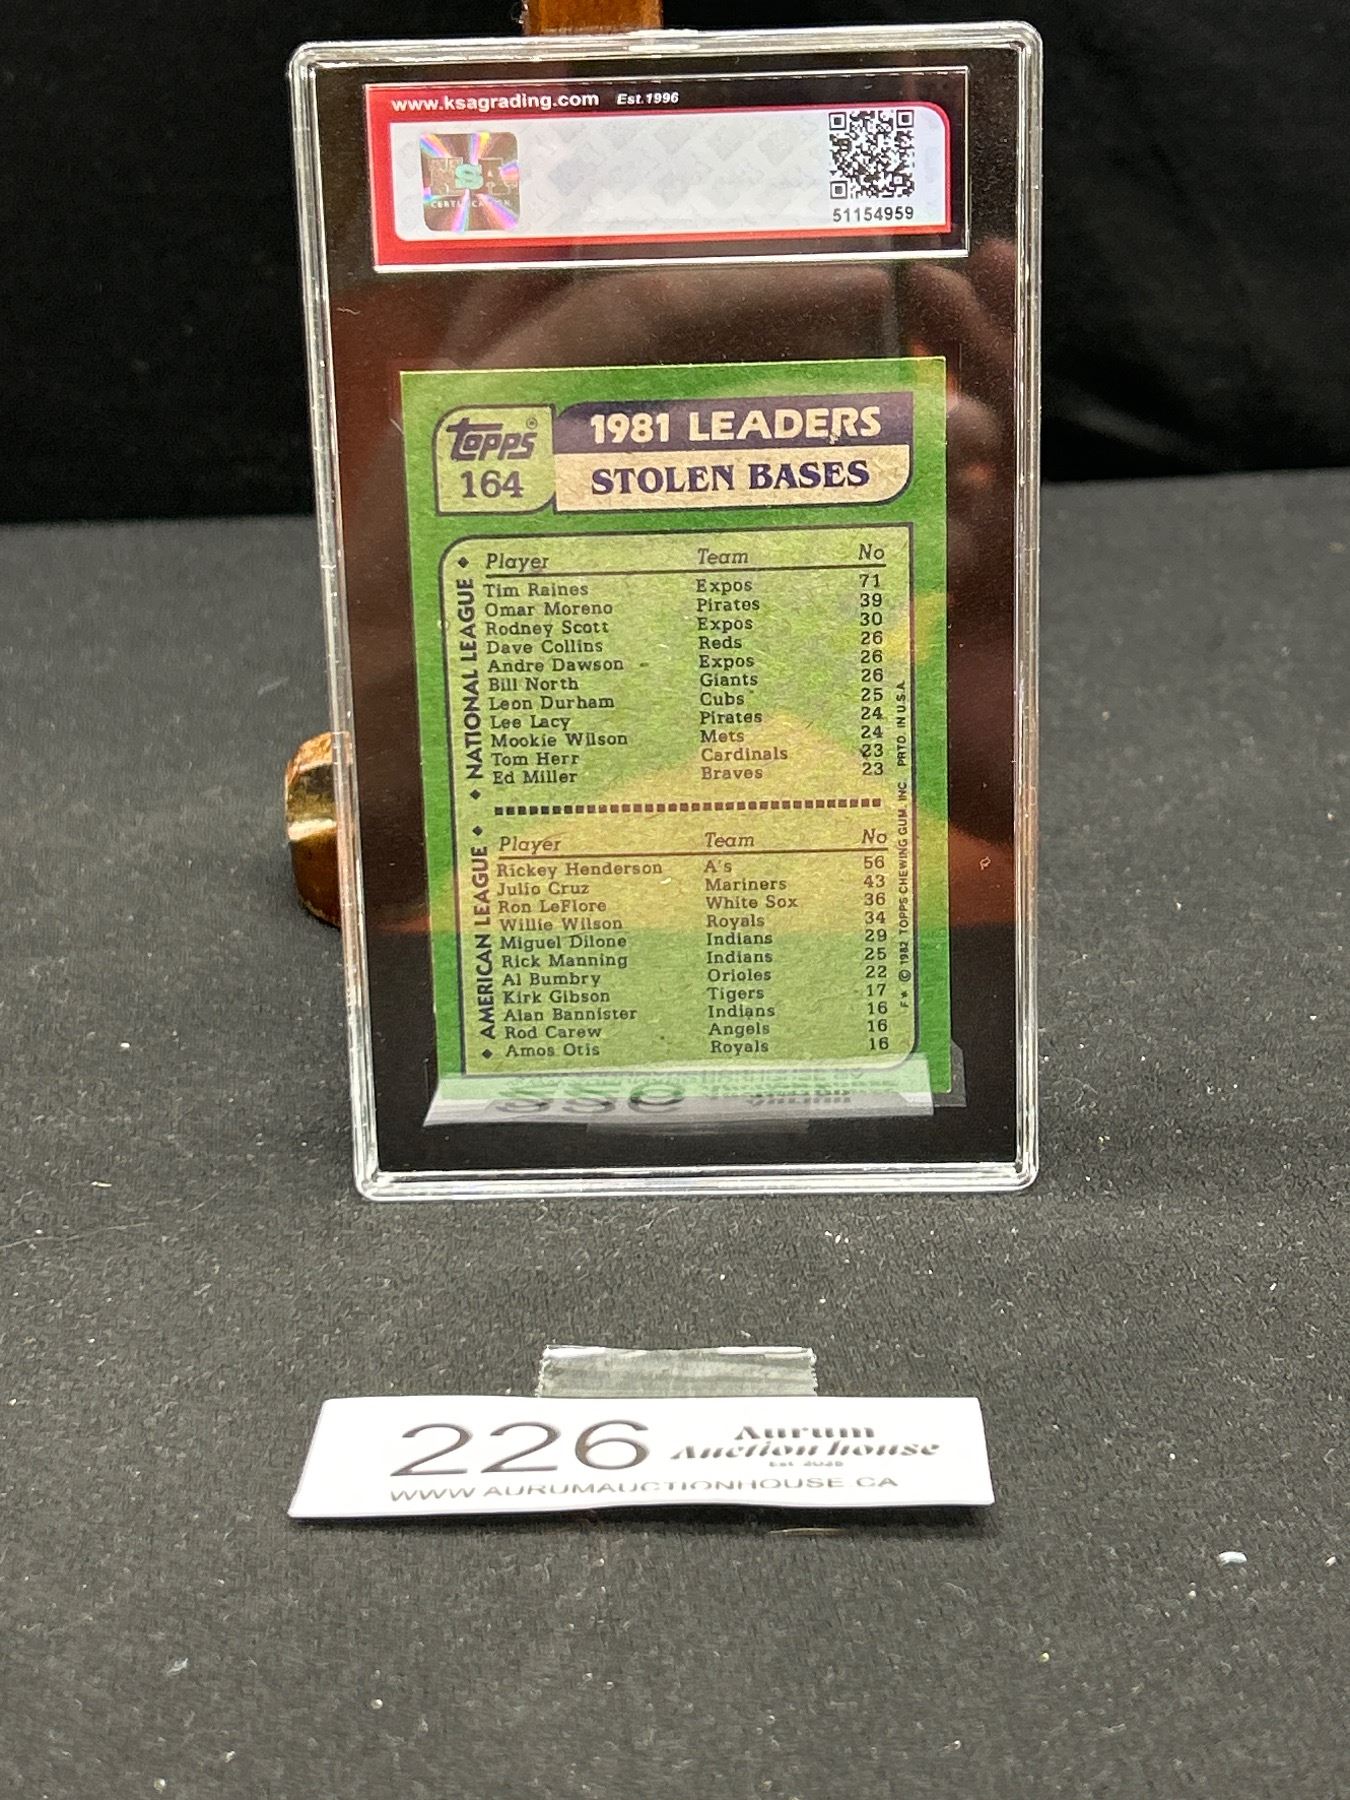 www.ksagrading.com Est.1996
KSA
CERTIFICATION
51154959
Topps®
164
1981 LEADERS
STOLEN BASES
◆ NATIONAL LEAGUE ◆
Player Team No
Tim Raines Expos 71
Omar Moreno Pirates 39
Rodney Scott Expos 30
Dave Collins Reds 26
Andre Dawson Expos 26
Bill North Giants 26
Leon Durham Cubs 25
Lee Lacy Pirates 24
Mookie Wilson Mets 24
Tom Herr Cardinals 23
Ed Miller Braves 23
◆ AMERICAN LEAGUE ◆
Player Team No
Rickey Henderson A's 56
Julio Cruz Mariners 43
Ron LeFlore White Sox 36
Willie Wilson Royals 34
Miguel Dilone Indians 29
Rick Manning Indians 25
Al Bumbry Orioles 22
Kirk Gibson Tigers 17
Alan Bannister Indians 16
Rod Carew Angels 16
Amos Otis Royals 16
F* © 1982 TOPPS CHEWING GUM, INC. PRTD. IN U.S.A.
226
Aurum
Auction house
WWW.AURUMAUCTIONHOUSE.CA